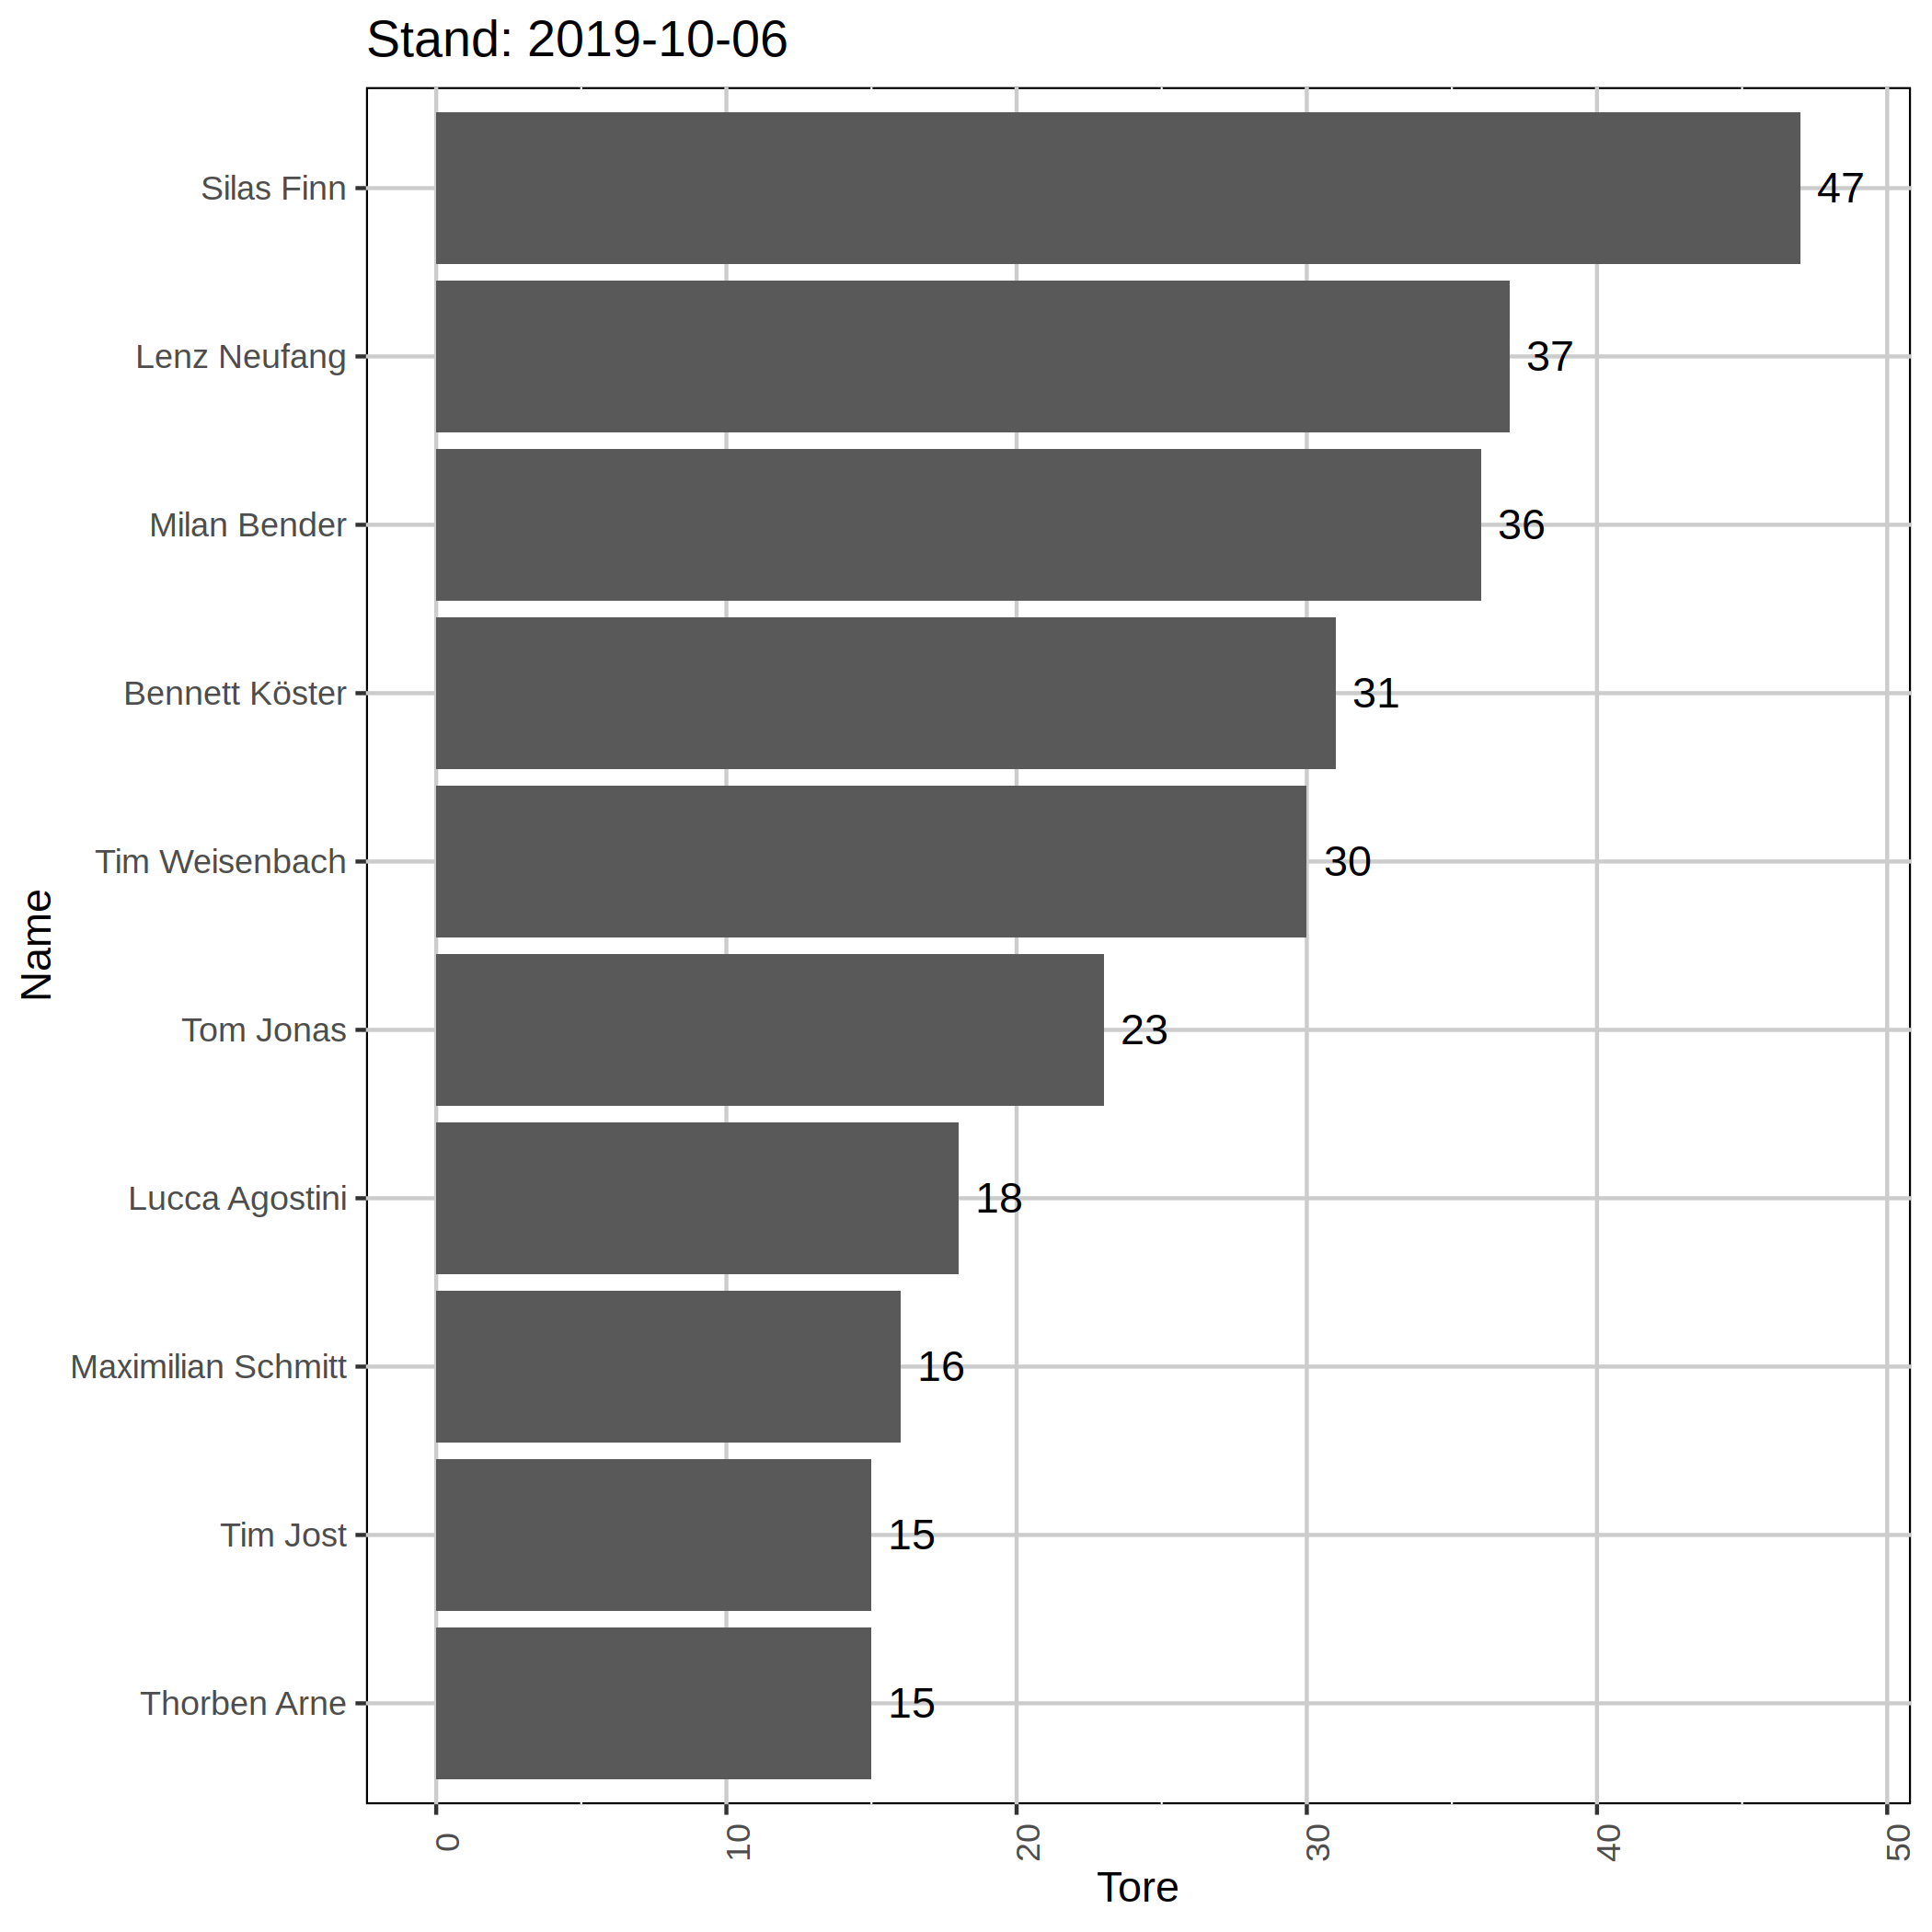 Stand: 2019-10-06
Silas Finn 47
Lenz Neufang 37
Milan Bender 36
Bennett Köster 31
Tim Weisenbach 30
Name
Tom Jonas 23
Lucca Agostini 18
Maximilian Schmitt 16
Tim Jost 15
Thorben Arne 15
0 10 20 30 40 50
Tore